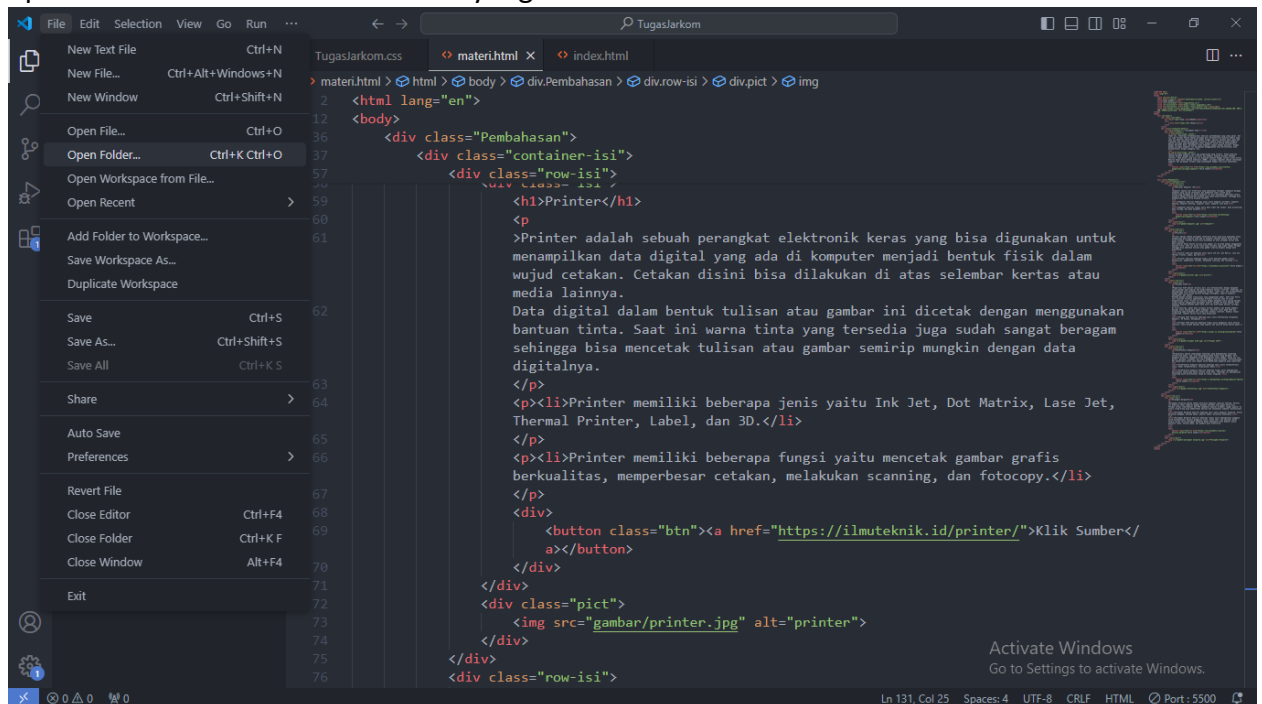 File Edit Selection View Go Run ···
TugasJarkom
New Text File Ctrl+N
New File... Ctrl+Alt+Windows+N
New Window Ctrl+Shift+N
Open File... Ctrl+O
Open Folder... Ctrl+K Ctrl+O
Open Workspace from File...
Open Recent >
Add Folder to Workspace...
Save Workspace As...
Duplicate Workspace
Save Ctrl+S
Save As... Ctrl+Shift+S
Save All Ctrl+K S
Share >
Auto Save
Preferences >
Revert File
Close Editor Ctrl+F4
Close Folder Ctrl+K F
Close Window Alt+F4
Exit
TugasJarkom.css materi.html index.html
materi.html > html > body > div.Pembahasan > div.row-isi > div.pict > img
2 <html lang="en">
12 <body>
36 <div class="Pembahasan">
37 <div class="container-isi">
57 <div class="row-isi">
59 <h1>Printer</h1>
60 <p
61 >Printer adalah sebuah perangkat elektronik keras yang bisa digunakan untuk
menampilkan data digital yang ada di komputer menjadi bentuk fisik dalam
wujud cetakan. Cetakan disini bisa dilakukan di atas selembar kertas atau
media lainnya.
62 Data digital dalam bentuk tulisan atau gambar ini dicetak dengan menggunakan
bantuan tinta. Saat ini warna tinta yang tersedia juga sudah sangat beragam
sehingga bisa mencetak tulisan atau gambar semirip mungkin dengan data
digitalnya.
63 </p>
64 <p><li>Printer memiliki beberapa jenis yaitu Ink Jet, Dot Matrix, Lase Jet,
Thermal Printer, Label, dan 3D.</li>
65 </p>
66 <p><li>Printer memiliki beberapa fungsi yaitu mencetak gambar grafis
berkualitas, memperbesar cetakan, melakukan scanning, dan fotocopy.</li>
67 </p>
68 <div>
69 <button class="btn"><a href="https://ilmuteknik.id/printer/">Klik Sumber</
a></button>
70 </div>
71 </div>
72 <div class="pict">
73 <img src="gambar/printer.jpg" alt="printer">
74 </div>
75 </div>
76 <div class="row-isi">
Activate Windows
Go to Settings to activate Windows.
0 0 0 Ln 131, Col 25 Spaces: 4 UTF-8 CRLF HTML Port : 5500